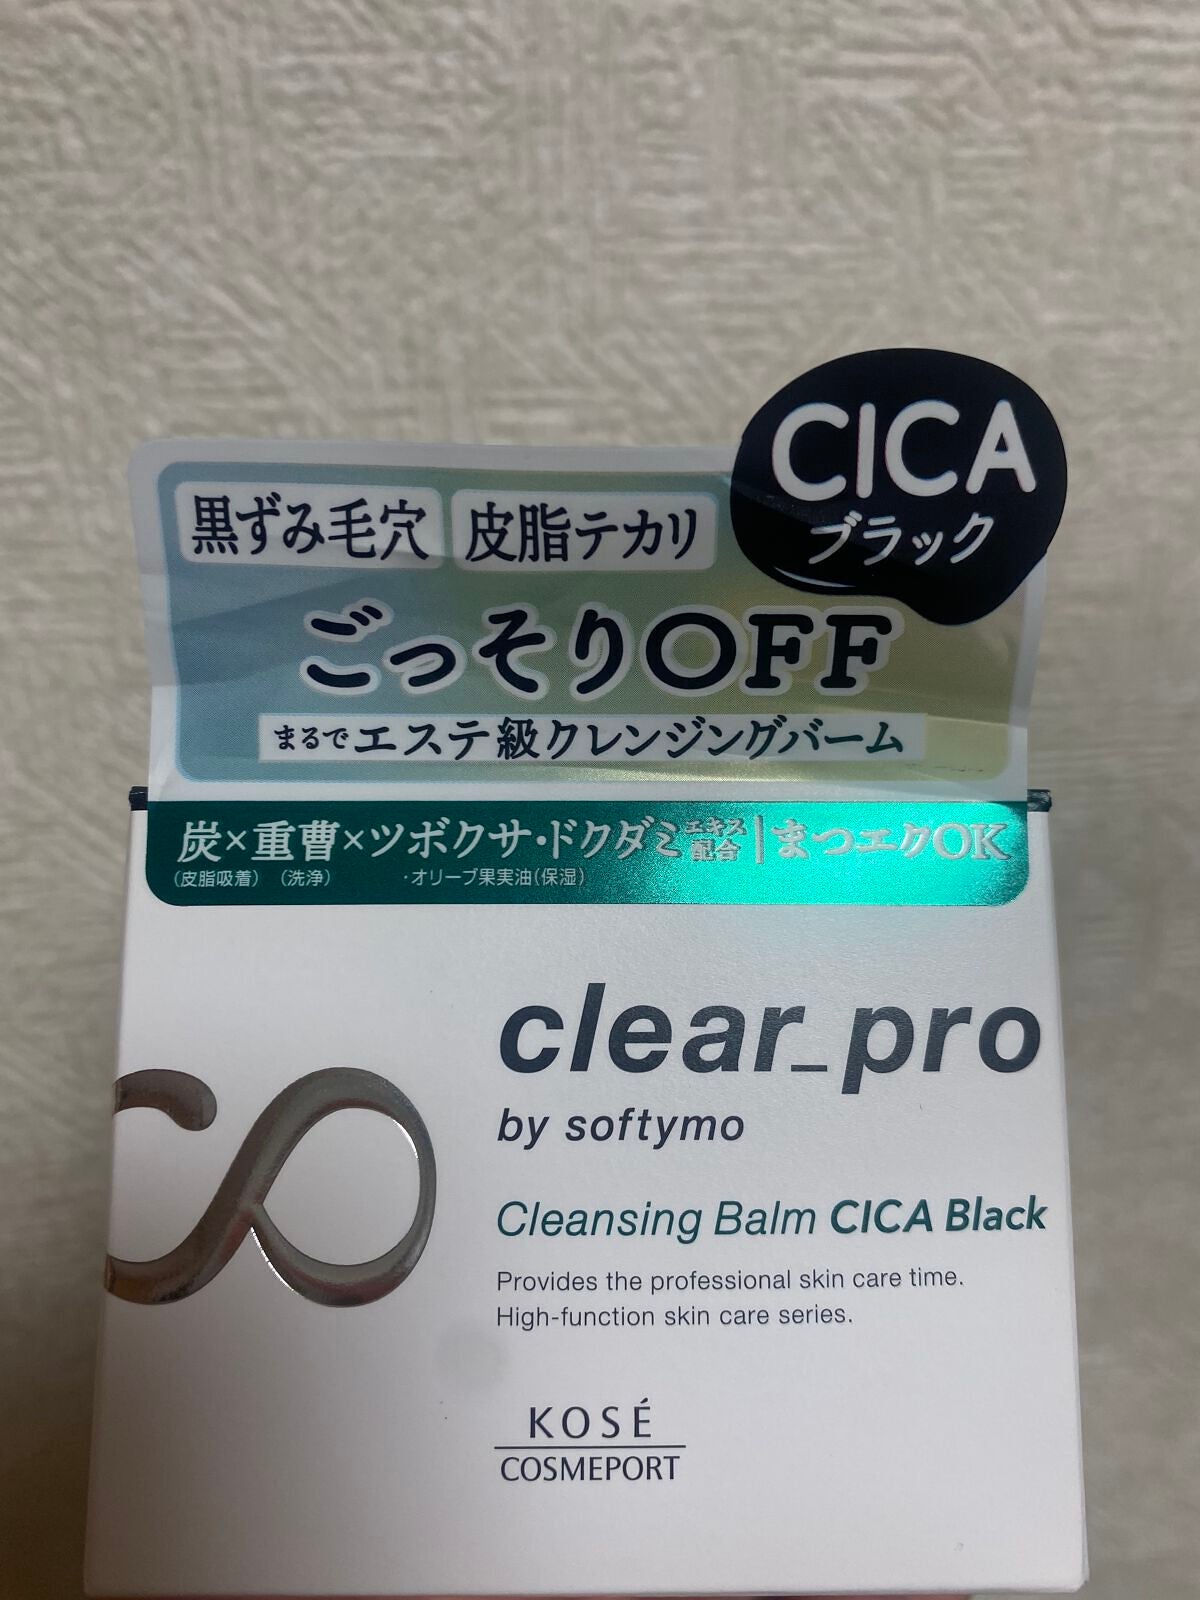 CICA
ブラック
黒ずみ毛穴 皮脂テカリ
ごっそりOFF
まるでエステ級クレンジングバーム
炭×重曹×ツボクサ・ドクダミエキス配合|まつエクOK
(皮脂吸着) (洗浄) ・オリーブ果実油(保湿)
clear_pro
by softymo
Cleansing Balm CICA Black
Provides the professional skin care time.
High-function skin care series.
KOSÉ
COSMEPORT